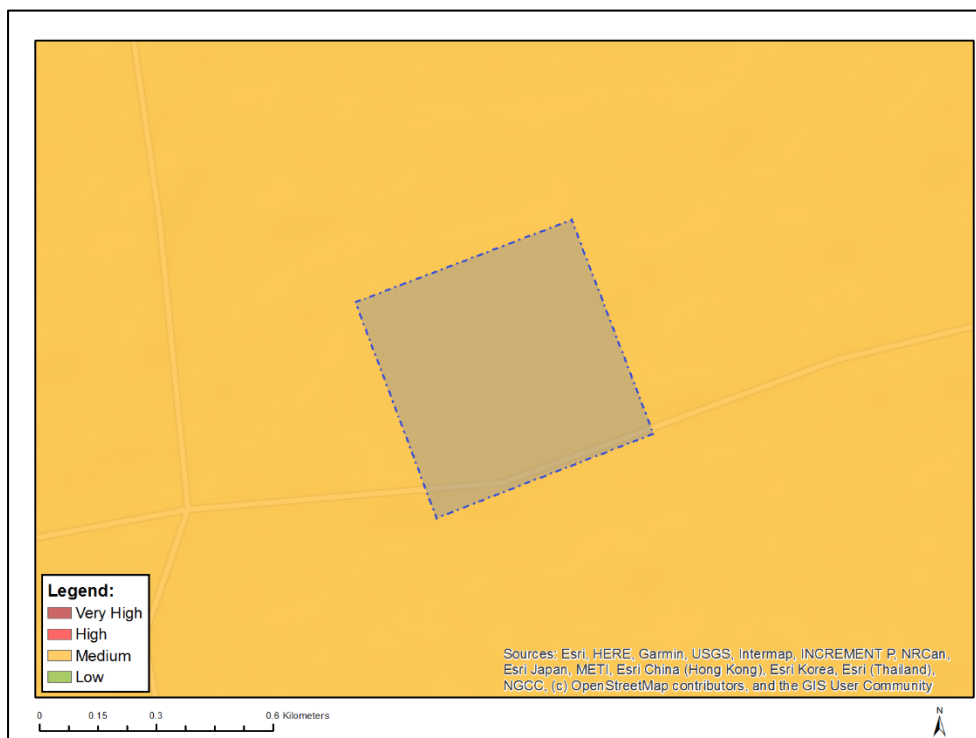 Legend:
Very High
High
Medium
Low
Sources: Esri, HERE, Garmin, USGS, Intermap, INCREMENT P, NRCan,
Esri Japan, METI, Esri China (Hong Kong), Esri Korea, Esri (Thailand),
NGCC, (c) OpenStreetMap contributors, and the GIS User Community
0 0.15 0.3 0.6 Kilometers
N